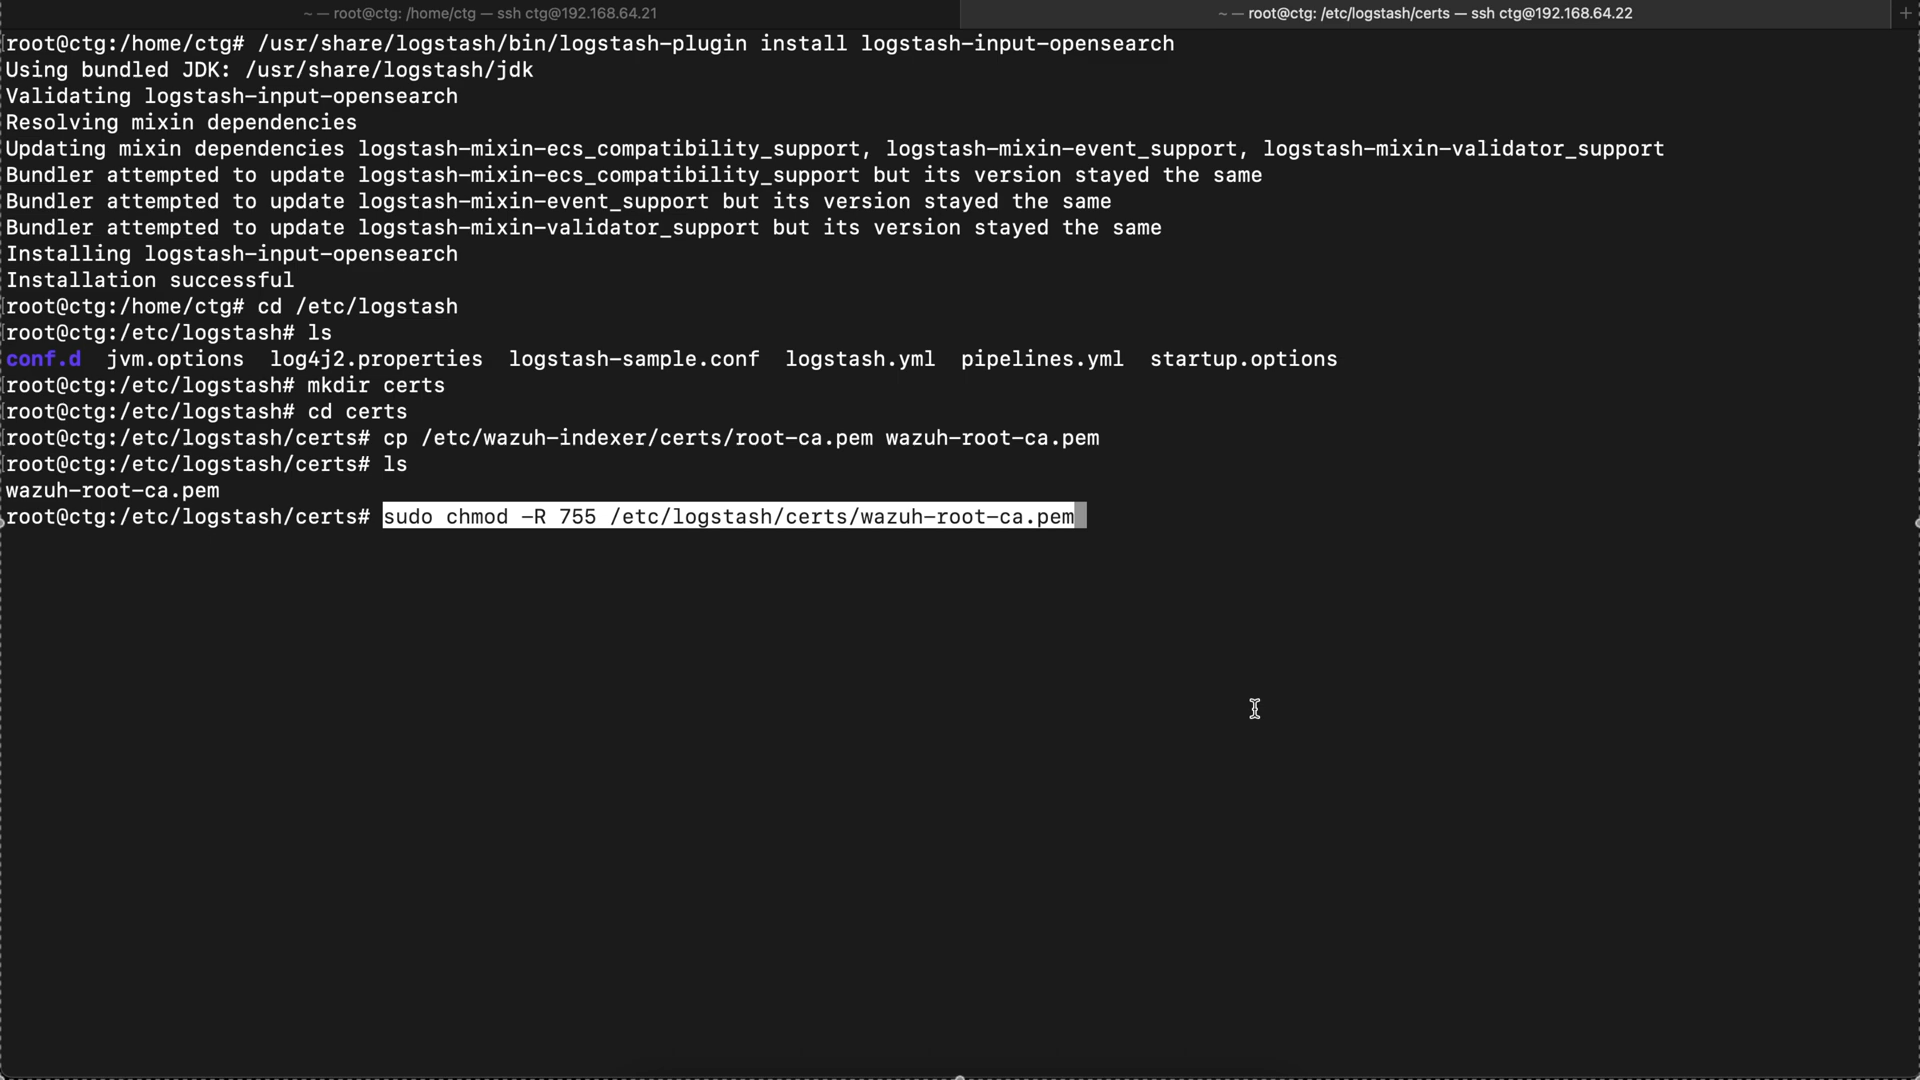 ~ — root@ctg: /home/ctg — ssh ctg@192.168.64.21
~ — root@ctg: /etc/logstash/certs — ssh ctg@192.168.64.22
+
root@ctg:/home/ctg# /usr/share/logstash/bin/logstash-plugin install logstash-input-opensearch
Using bundled JDK: /usr/share/logstash/jdk
Validating logstash-input-opensearch
Resolving mixin dependencies
Updating mixin dependencies logstash-mixin-ecs_compatibility_support, logstash-mixin-event_support, logstash-mixin-validator_support
Bundler attempted to update logstash-mixin-ecs_compatibility_support but its version stayed the same
Bundler attempted to update logstash-mixin-event_support but its version stayed the same
Bundler attempted to update logstash-mixin-validator_support but its version stayed the same
Installing logstash-input-opensearch
Installation successful
root@ctg:/home/ctg# cd /etc/logstash
root@ctg:/etc/logstash# ls
conf.d  jvm.options  log4j2.properties  logstash-sample.conf  logstash.yml  pipelines.yml  startup.options
root@ctg:/etc/logstash# mkdir certs
root@ctg:/etc/logstash# cd certs
root@ctg:/etc/logstash/certs# cp /etc/wazuh-indexer/certs/root-ca.pem wazuh-root-ca.pem
root@ctg:/etc/logstash/certs# ls
wazuh-root-ca.pem
root@ctg:/etc/logstash/certs# sudo chmod -R 755 /etc/logstash/certs/wazuh-root-ca.pem